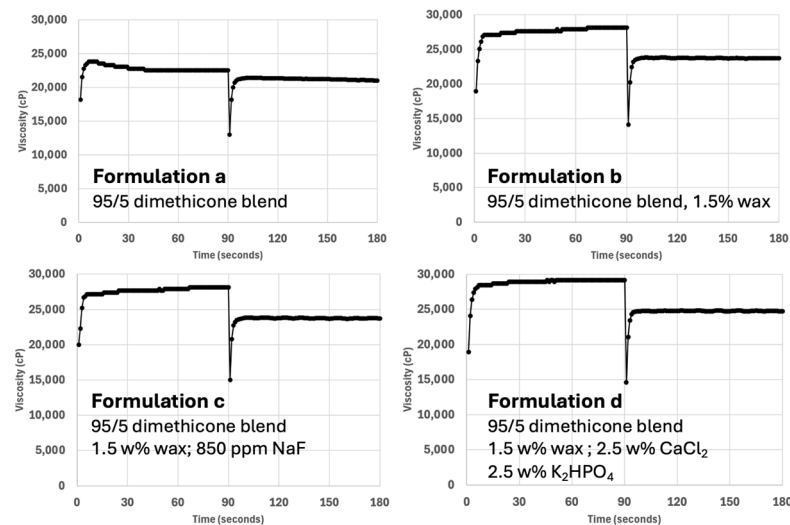 30,000
25,000
20,000
15,000
10,000
5,000
0
Viscosity (cP)
Formulation a
95/5 dimethicone blend
0 30 60 90 120 150 180
Time (seconds)
30,000
25,000
20,000
15,000
10,000
5,000
0
Viscosity (cP)
Formulation b
95/5 dimethicone blend, 1.5% wax
0 30 60 90 120 150 180
Time (seconds)
30,000
25,000
20,000
15,000
10,000
5,000
0
Viscosity (cP)
Formulation c
95/5 dimethicone blend
1.5 w% wax; 850 ppm NaF
0 30 60 90 120 150 180
Time (seconds)
30,000
25,000
20,000
15,000
10,000
5,000
0
Viscosity (cP)
Formulation d
95/5 dimethicone blend
1.5 w% wax ; 2.5 w% CaCl₂
2.5 w% K₂HPO₄
0 30 60 90 120 150 180
Time (seconds)